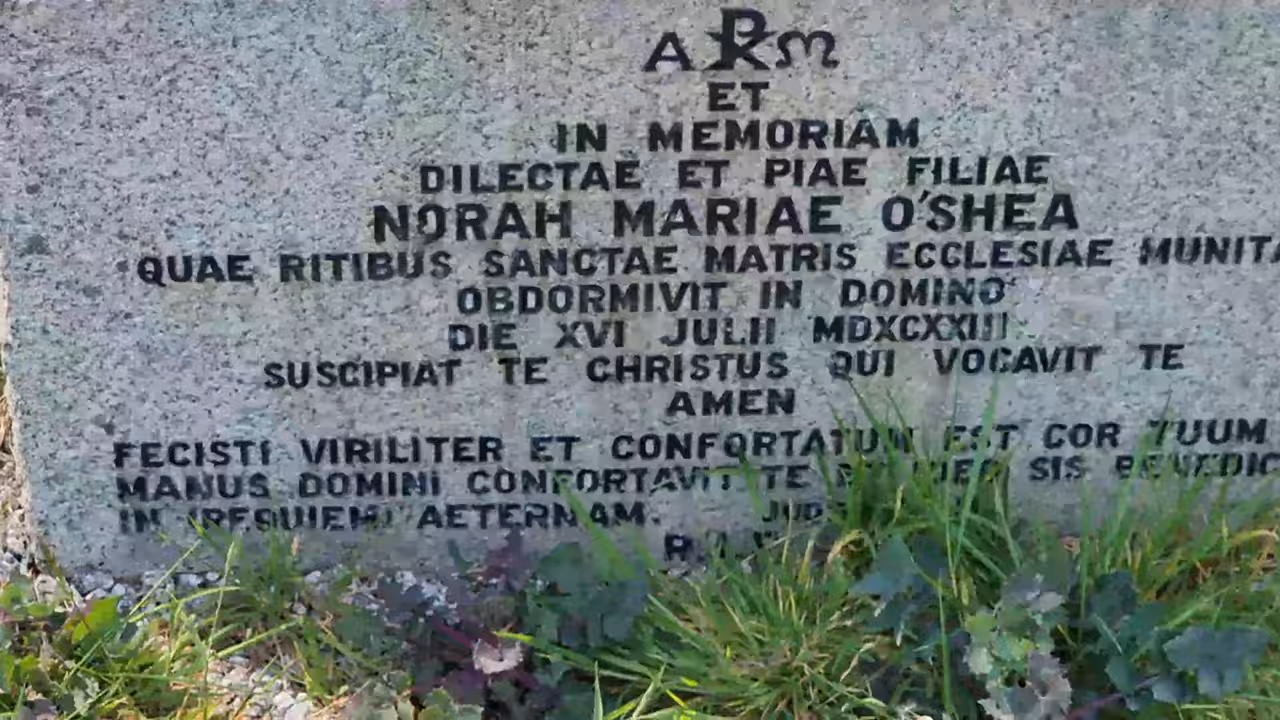 A ☧ Ω
ET
IN MEMORIAM
DILECTAE ET PIAE FILIAE
NORAH MARIAE O'SHEA
QUAE RITIBUS SANCTAE MATRIS ECCLESIAE MUNITA
OBDORMIVIT IN DOMINO
DIE XVI JULII MDXCXXIII
SUSCIPIAT TE CHRISTUS QUI VOCAVIT TE
AMEN
FECISTI VIRILITER ET CONFORTATUM EST COR TUUM
MANUS DOMINI CONFORTAVIT TE SIS BENEDIC
IN REQUIEM AETERNAM.